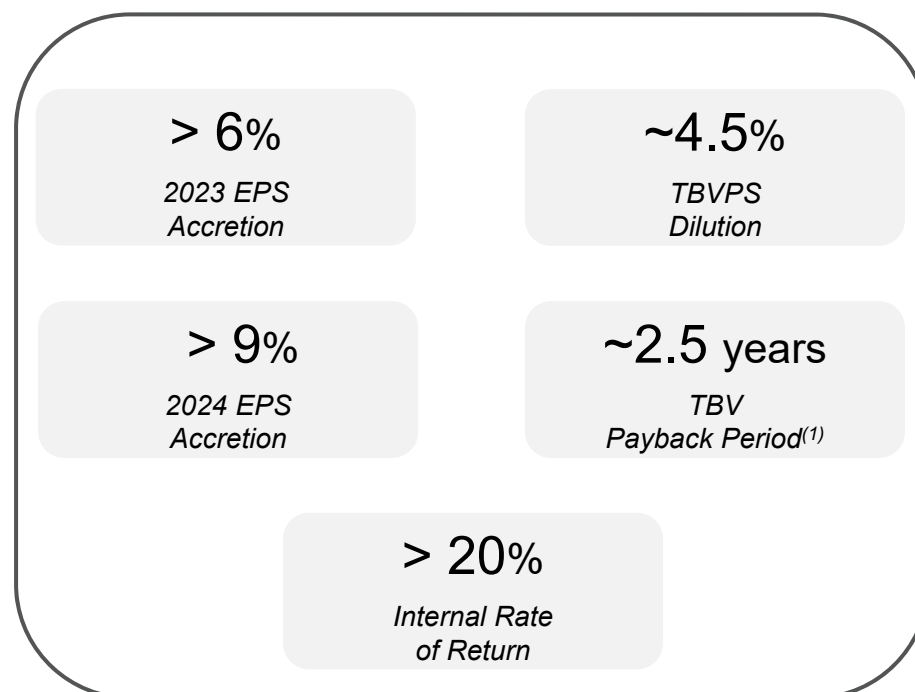 > 6%
2023 EPS
Accretion
~4.5%
TBVPS
Dilution
> 9%
2024 EPS
Accretion
~2.5 years
TBV
Payback Period(1)
> 20%
Internal Rate
of Return